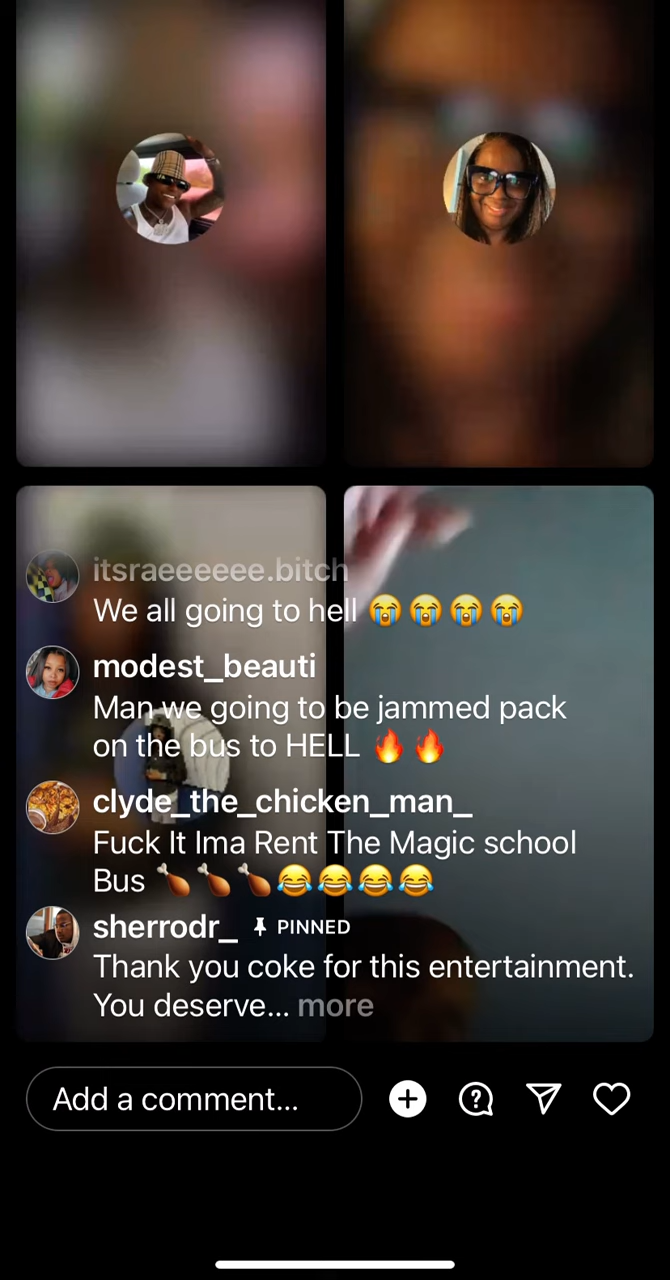 itsraeeeeee.bitch
We all going to hell 😭😭😭😭
modest_beauti
Man we going to be jammed pack
on the bus to HELL 🔥🔥
clyde_the_chicken_man_
Fuck It Ima Rent The Magic school
Bus 🍗🍗🍗😂😂😂😂
sherrodr_ PINNED
Thank you coke for this entertainment.
You deserve... more
Add a comment...